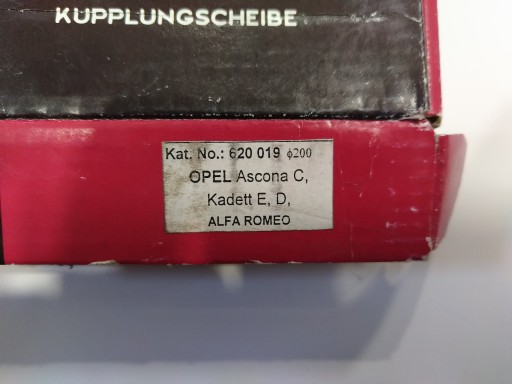 KUPPLUNGSCHEIBE
Kat. No.: 620 019 ϕ200
OPEL Ascona C,
Kadett E, D,
ALFA ROMEO